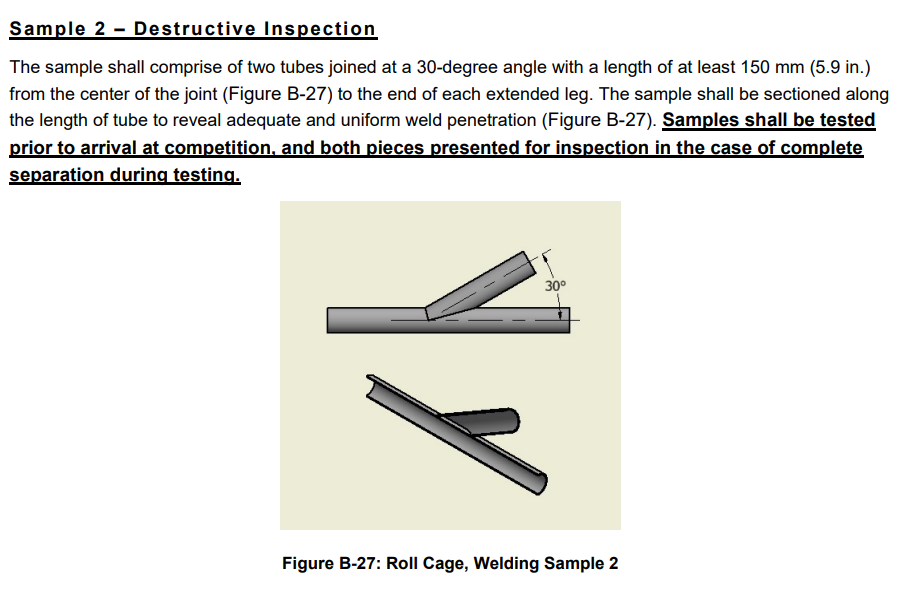 Sample 2 – Destructive Inspection
The sample shall comprise of two tubes joined at a 30-degree angle with a length of at least 150 mm (5.9 in.)
from the center of the joint (Figure B-27) to the end of each extended leg. The sample shall be sectioned along
the length of tube to reveal adequate and uniform weld penetration (Figure B-27). Samples shall be tested
prior to arrival at competition, and both pieces presented for inspection in the case of complete
separation during testing.
30°
Figure B-27: Roll Cage, Welding Sample 2